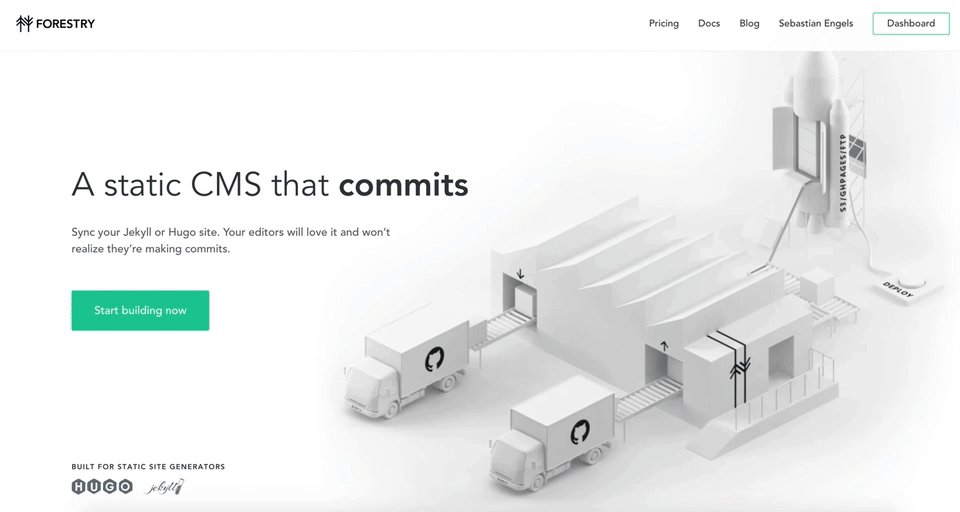 FORESTRY
Pricing
Docs
Blog
Sebastian Engels
Dashboard
S3/GHPAGES/FTP
A static CMS that commits
Sync your Jekyll or Hugo site. Your editors will love it and won’t
realize they’re making commits.
DEPLOY
Start building now
BUILT FOR STATIC SITE GENERATORS
HUGO
jekyll